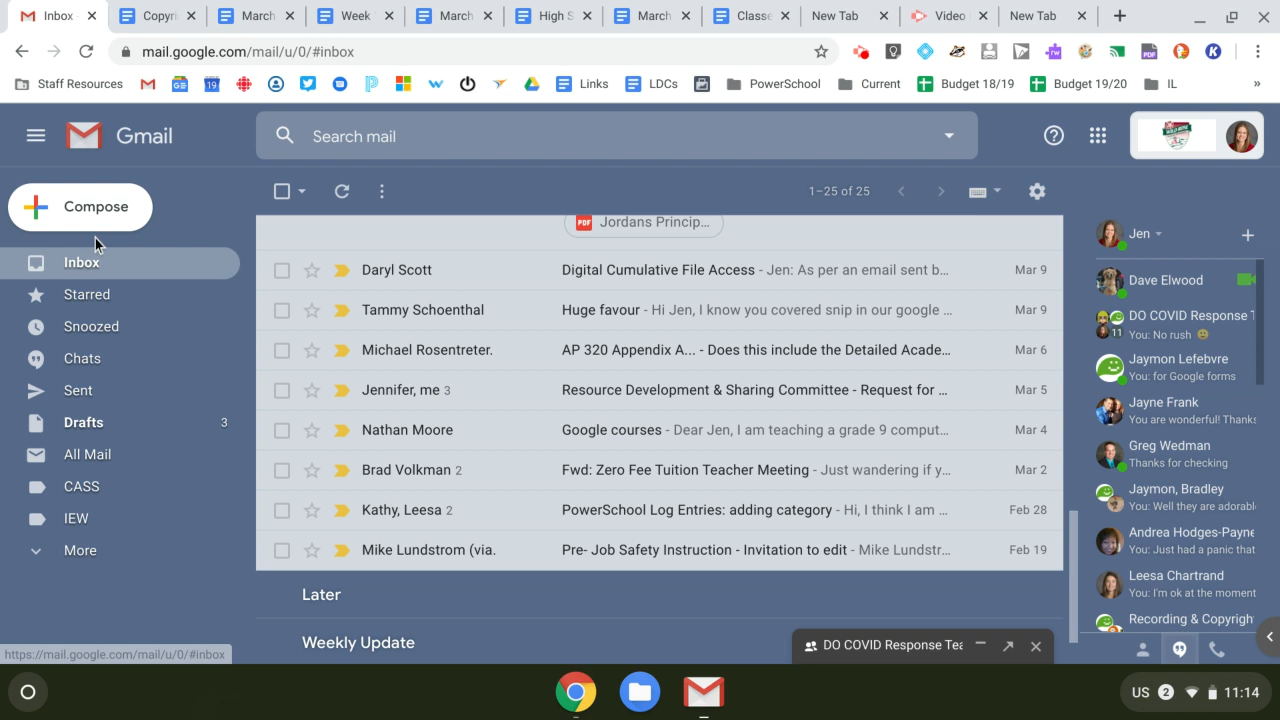 Inbox -
Copyri
March
Week
March
High S
March
Classe
New Tab
Video
New Tab
mail.google.com/mail/u/0/#inbox
Staff Resources
Links
LDCs
PowerSchool
Current
Budget 18/19
Budget 19/20
IL
»
Gmail
Search mail
Compose
1–25 of 25
Inbox
Starred
Snoozed
Chats
Sent
Drafts 3
All Mail
CASS
IEW
More
PDF Jordans Princip...
Daryl Scott Digital Cumulative File Access - Jen: As per an email sent b... Mar 9
Tammy Schoenthal Huge favour - Hi Jen, I know you covered snip in our google ... Mar 9
Michael Rosentreter. AP 320 Appendix A... - Does this include the Detailed Acade... Mar 6
Jennifer, me 3 Resource Development & Sharing Committee - Request for ... Mar 5
Nathan Moore Google courses - Dear Jen, I am teaching a grade 9 comput... Mar 4
Brad Volkman 2 Fwd: Zero Fee Tuition Teacher Meeting - Just wandering if y... Mar 2
Kathy, Leesa 2 PowerSchool Log Entries: adding category - Hi, I think I am ... Feb 28
Mike Lundstrom (via. Pre- Job Safety Instruction - Invitation to edit - Mike Lundstr... Feb 19
Later
Weekly Update
Jen
Dave Elwood
DO COVID Response T
11 You: No rush
Jaymon Lefebvre
You: for Google forms
Jayne Frank
You are wonderful! Thanks
Greg Wedman
Thanks for checking
Jaymon, Bradley
You: Well they are adorabl
Andrea Hodges-Payne
You: Just had a panic that
Leesa Chartrand
You: I'm ok at the moment
Recording & Copyrigh
DO COVID Response Tea
https://mail.google.com/mail/u/0/#inbox
US 2 11:14